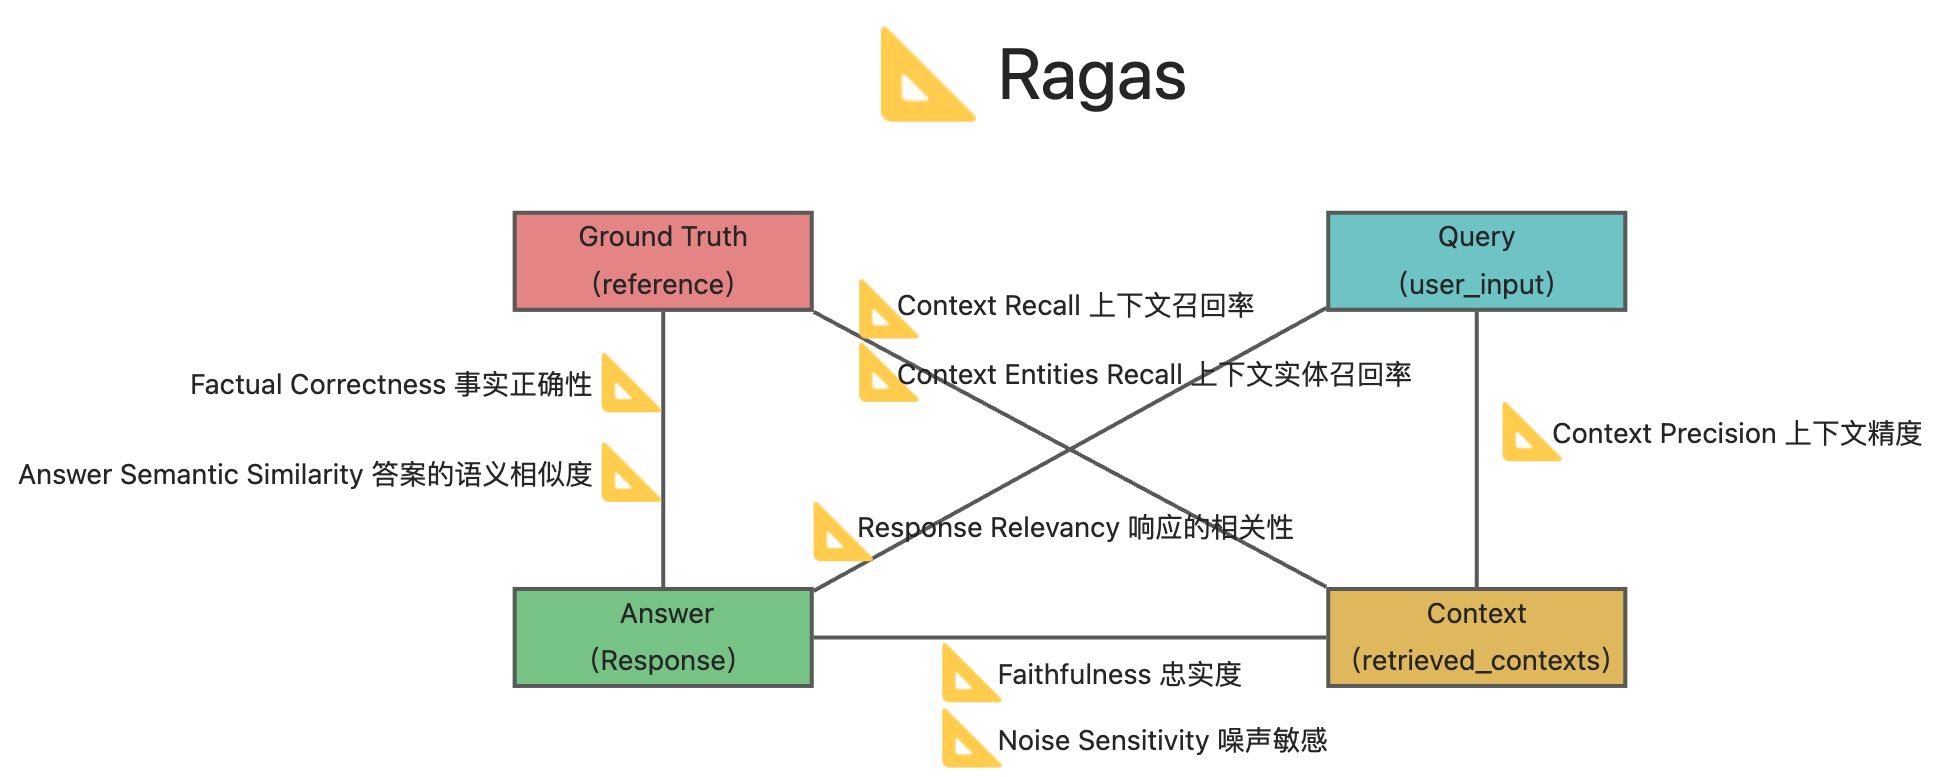 Ragas
Ground Truth
(reference)
Query
(user_input)
Context Recall 上下文召回率
Context Entities Recall 上下文实体召回率
Factual Correctness 事实正确性
Context Precision 上下文精度
Answer Semantic Similarity 答案的语义相似度
Response Relevancy 响应的相关性
Answer
(Response)
Context
(retrieved_contexts)
Faithfulness 忠实度
Noise Sensitivity 噪声敏感